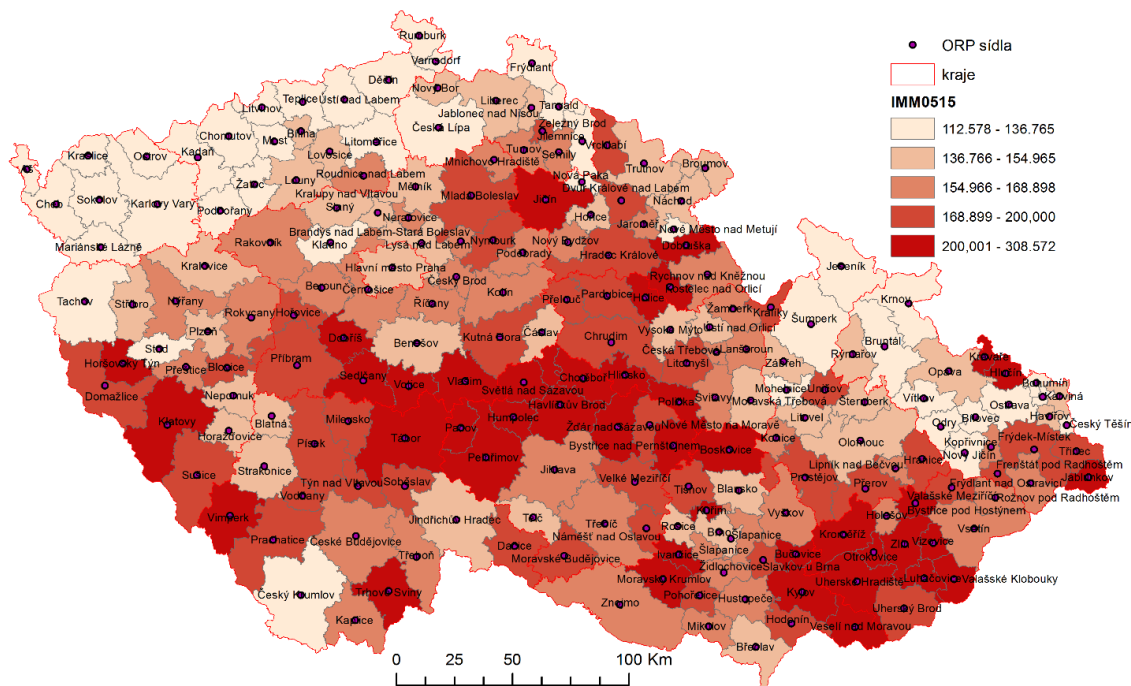 ORP sídla
kraje
IMM0515
112.578 - 136.765
136.766 - 154.965
154.966 - 168.898
168.899 - 200,000
200,001 - 308.572
Rumburk
Varnsdorf
Frýdlant
Děčín
Nový Bor
Liberec
Tanvald
Teplice
Ústí nad Labem
Litvínov
Jablonec nad Nisou
Železný Brod
Jilemnice
Vrchlabí
Chomutov
Most
Bílina
Litoměřice
Česká Lípa
Turnov
Semily
Trutnov
Broumov
Kraslice
Ostrov
Kadaň
Lovosice
Mnichovo Hradiště
Nová Paka
Roudnice nad Labem
Dvůr Králové nad Labem
Cheb
Sokolov
Karlovy Vary
Podbořany
Žatec
Louny
Kralupy nad Vltavou
Mělník
Mladá Boleslav
Jičín
Hořice
Náchod
Slaný
Neratovice
Jaroměř
Nové Město nad Metují
Brandýs nad Labem-Stará Boleslav
Mariánské Lázně
Rakovník
Kladno
Lysá nad Labem
Nymburk
Nový Bydžov
Dobruška
Poděbrady
Hradec Králové
Kralovice
Hlavní město Praha
Český Brod
Rychnov nad Kněžnou
Jeseník
Tachov
Stříbro
Nýřany
Beroun
Černošice
Říčany
Kolín
Přelouč
Pardubice
Holice
Kostelec nad Orlicí
Krnov
Rokycany
Hořovice
Žamberk
Králíky
Šumperk
Plzeň
Dobříš
Benešov
Kutná Hora
Čáslav
Chrudim
Vysoké Mýto
Ústí nad Orlicí
Bruntál
Stod
Česká Třebová
Lanškroun
Rýmařov
Horšovský Týn
Přeštice
Blovice
Příbram
Litomyšl
Zábřeh
Opava
Kravaře
Hlučín
Domažlice
Nepomuk
Sedlčany
Votice
Vlašim
Světlá nad Sázavou
Chotěboř
Hlinsko
Bohumín
Karviná
Polička
Svitavy
Moravská Třebová
Mohelnice
Uničov
Šternberk
Vítkov
Ostrava
Havířov
Havlíčkův Brod
Litovel
Bílovec
Český Těšín
Klatovy
Horažďovice
Blatná
Milevsko
Humpolec
Žďár nad Sázavou
Nové Město na Moravě
Odry
Kopřivnice
Písek
Tábor
Pacov
Bystřice nad Pernštejnem
Boskovice
Konice
Olomouc
Nový Jičín
Frýdek-Místek
Třinec
Pelhřimov
Hranice
Frenštát pod Radhoštěm
Strakonice
Jihlava
Lipník nad Bečvou
Jablunkov
Sušice
Týn nad Vltavou
Soběslav
Velké Meziříčí
Tišnov
Blansko
Prostějov
Přerov
Frýdlant nad Ostravicí
Vodňany
Valašské Meziříčí
Rožnov pod Radhoštěm
Vimperk
Jindřichův Hradec
Telč
Kuřim
Vyškov
Bystřice pod Hostýnem
Holešov
Třebíč
Rosice
Brno
Šlapanice
Vsetín
Prachatice
České Budějovice
Náměšť nad Oslavou
Kroměříž
Zlín
Vizovice
Třeboň
Dačice
Ivančice
Šlapanice
Bučovice
Otrokovice
Moravské Budějovice
Židlochovice
Slavkov u Brna
Moravský Krumlov
Uherské Hradiště
Luhačovice
Valašské Klobouky
Český Krumlov
Trhové Sviny
Pohořelice
Hustopeče
Kyjov
Znojmo
Uherský Brod
Kaplice
Mikulov
Hodonín
Veselí nad Moravou
Břeclav
0
25
50
100 Km